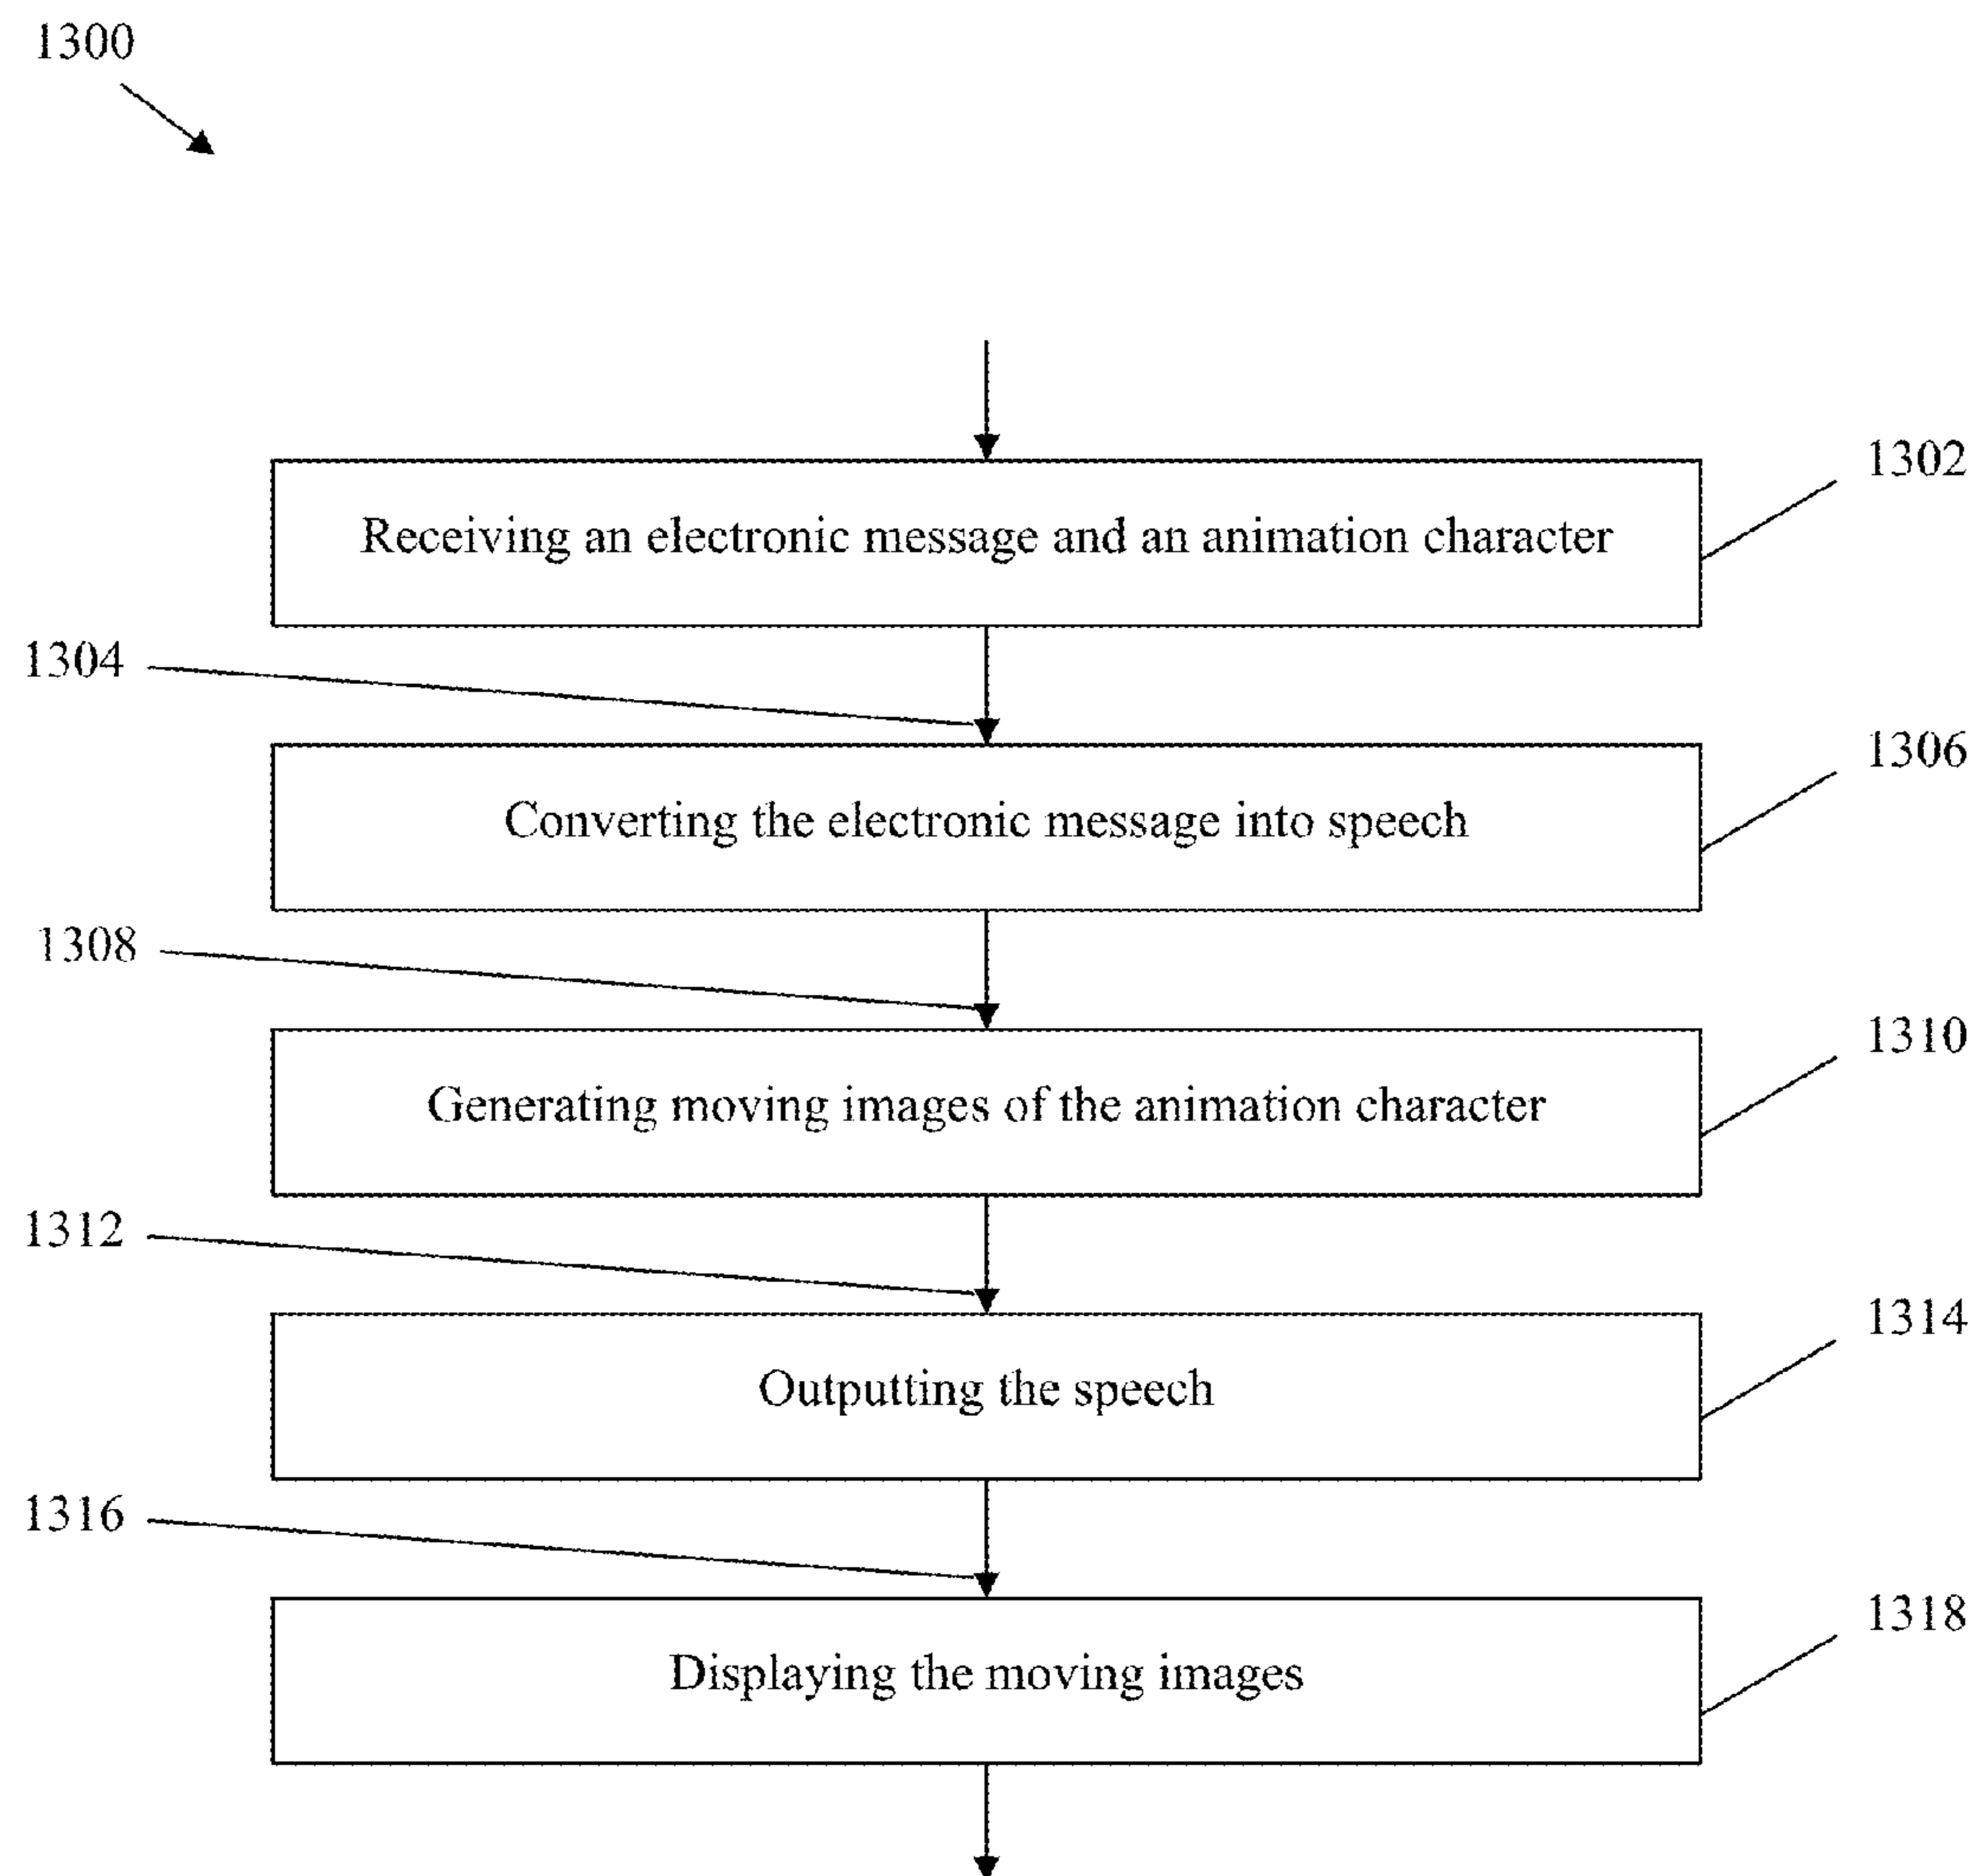 1300
1302
Receiving an electronic message and an animation character
1304
1306
Converting the electronic message into speech
1308
1310
Generating moving images of the animation character
1312
1314
Outputting the speech
1316
1318
Displaying the moving images